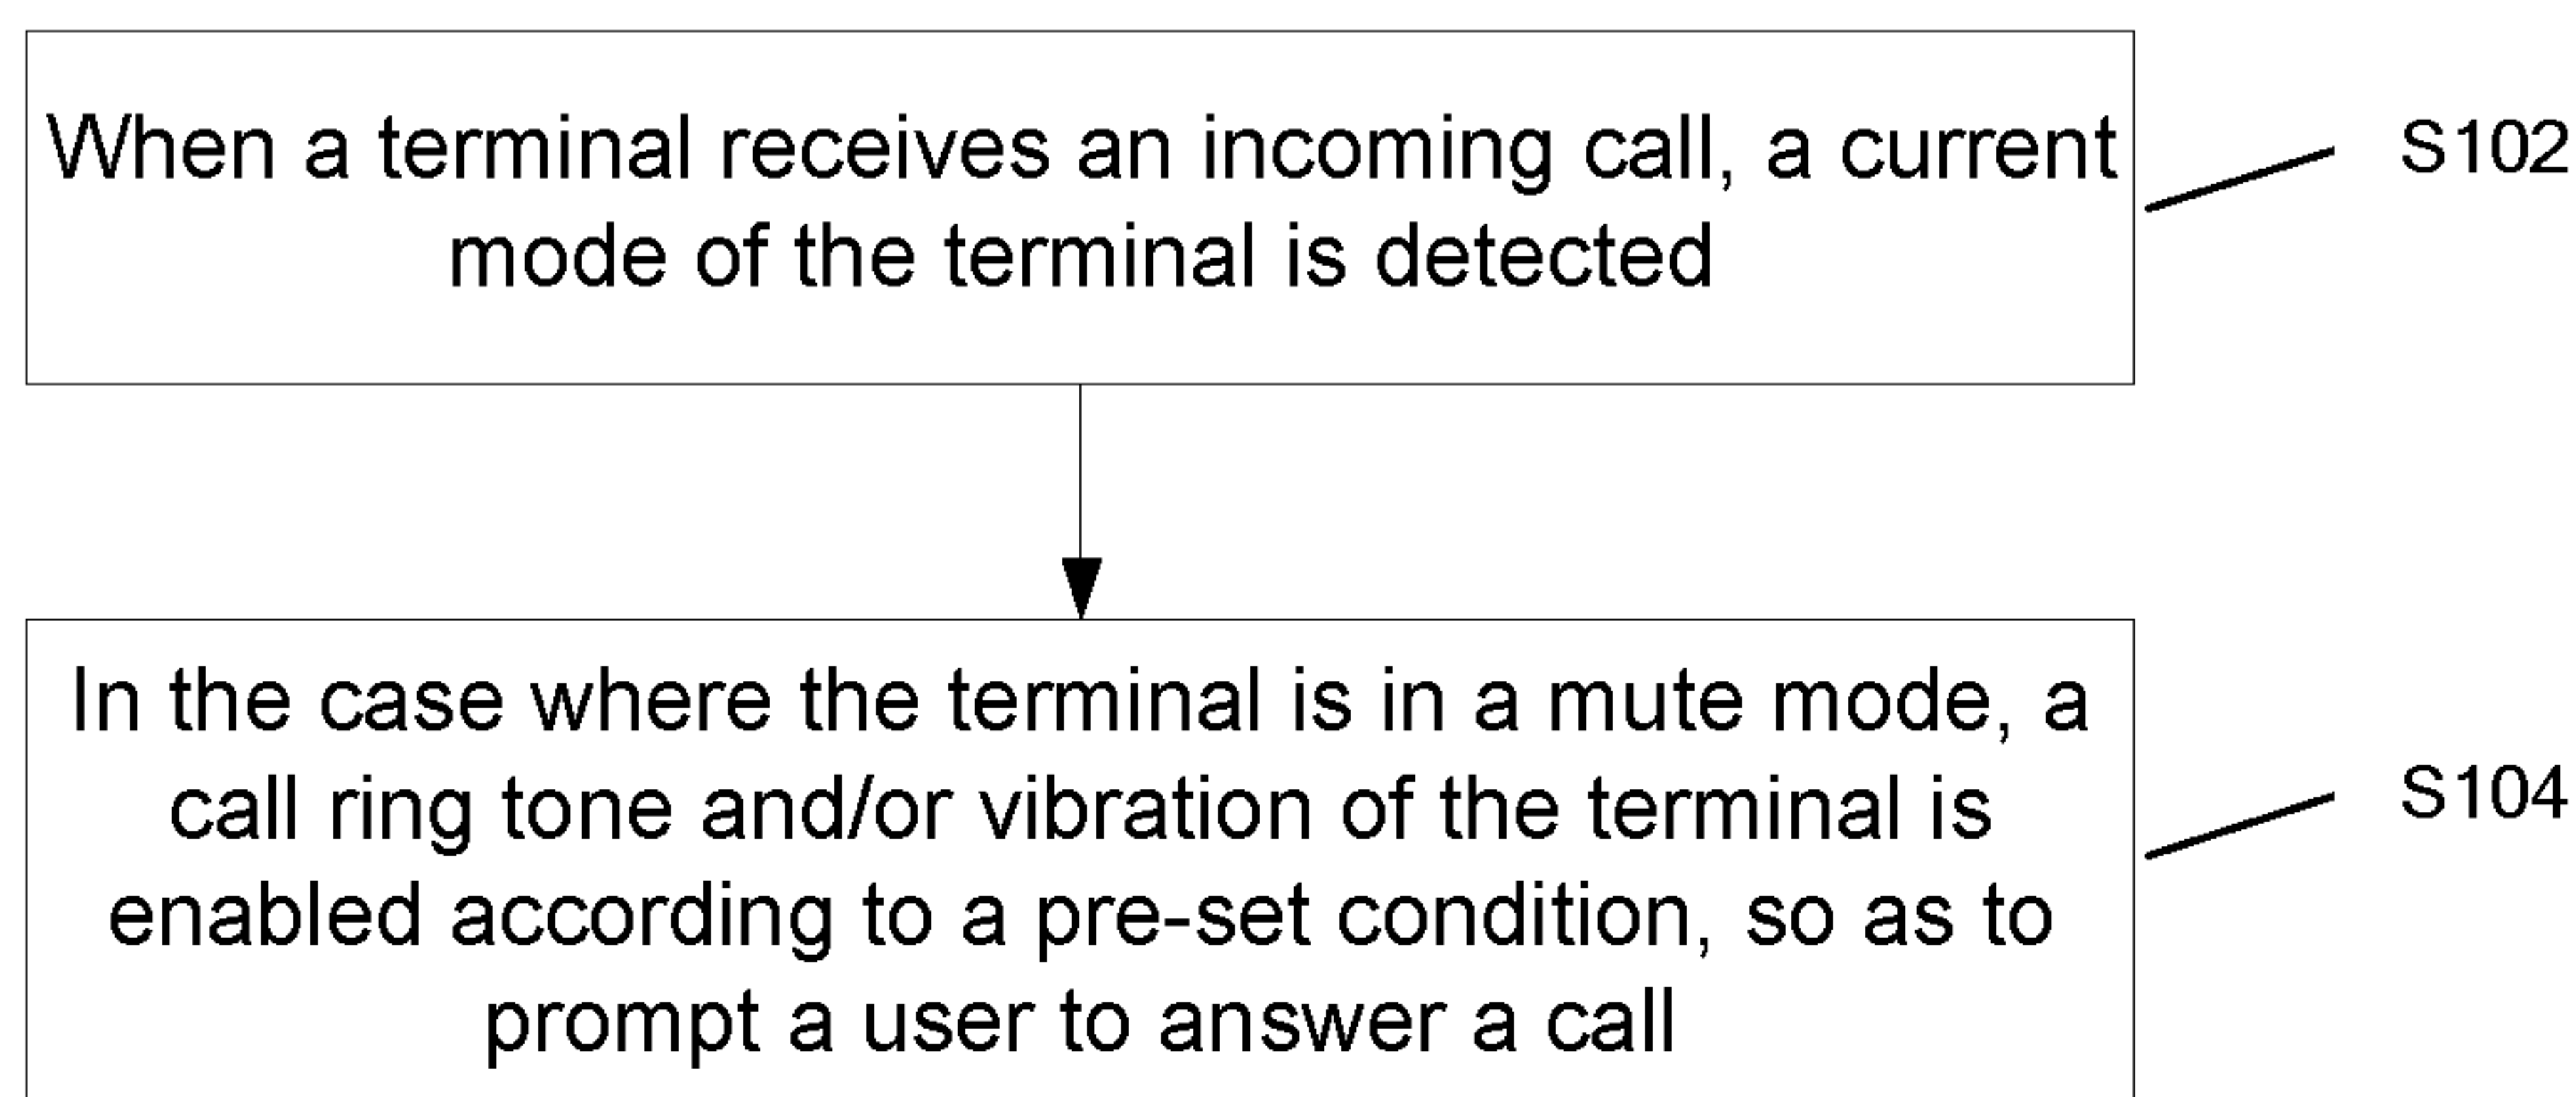 When a terminal receives an incoming call, a current
mode of the terminal is detected
S102
In the case where the terminal is in a mute mode, a
call ring tone and/or vibration of the terminal is
enabled according to a pre-set condition, so as to
prompt a user to answer a call
S104